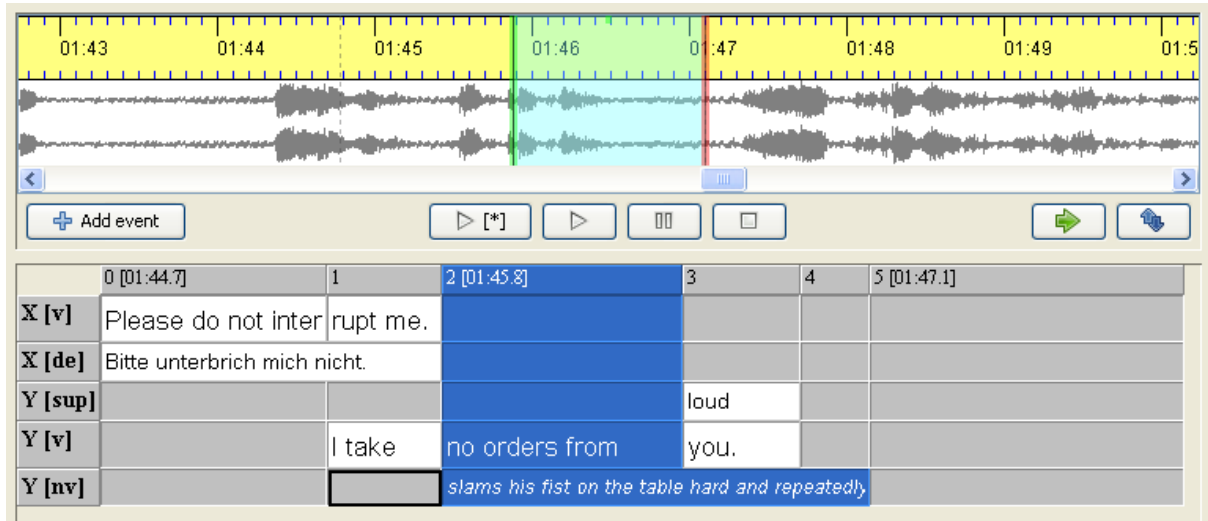 01:43 01:44 01:45 01:46 01:47 01:48 01:49 01:5
Add event [*]
0 [01:44.7] 1 2 [01:45.8] 3 4 5 [01:47.1]
X [v] Please do not inter rupt me.
X [de] Bitte unterbrich mich nicht.
Y [sup] loud
Y [v] I take no orders from you.
Y [nv] slams his fist on the table hard and repeatedly